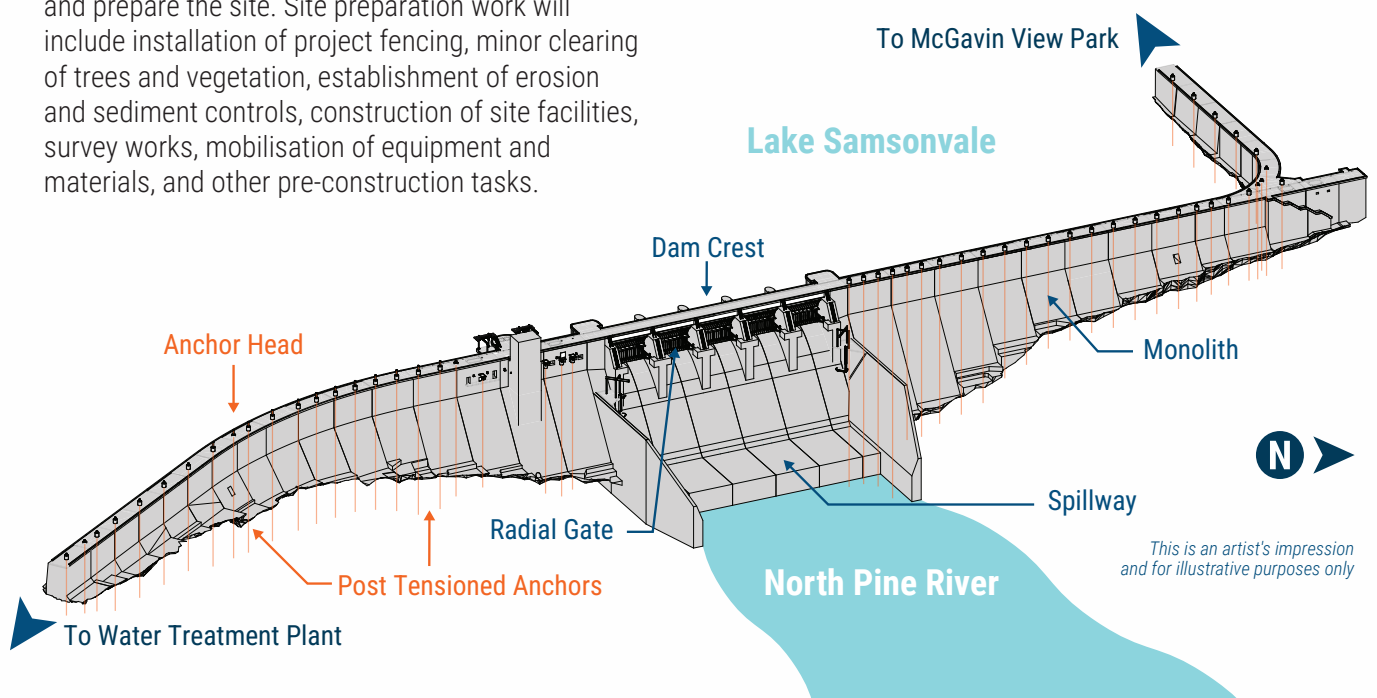 and prepare the site. Site preparation work will
include installation of project fencing, minor clearing
of trees and vegetation, establishment of erosion
and sediment controls, construction of site facilities,
survey works, mobilisation of equipment and
materials, and other pre-construction tasks.
To McGavin View Park
Lake Samsonvale
Dam Crest
Anchor Head
Monolith
N
Radial Gate
Spillway
This is an artist's impression
and for illustrative purposes only
Post Tensioned Anchors
North Pine River
To Water Treatment Plant